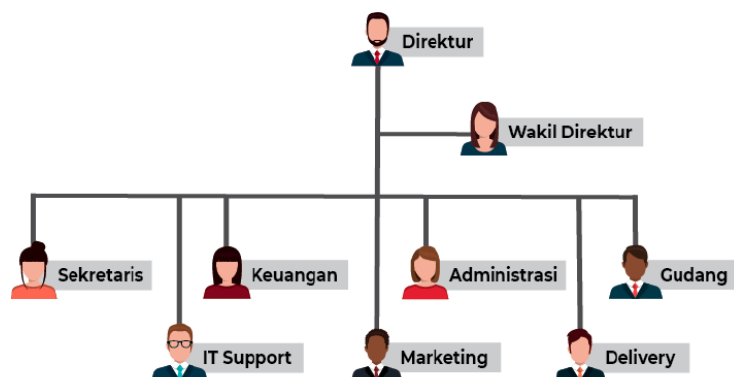 Direktur
Wakil Direktur
Sekretaris
Keuangan
Administrasi
Gudang
IT Support
Marketing
Delivery